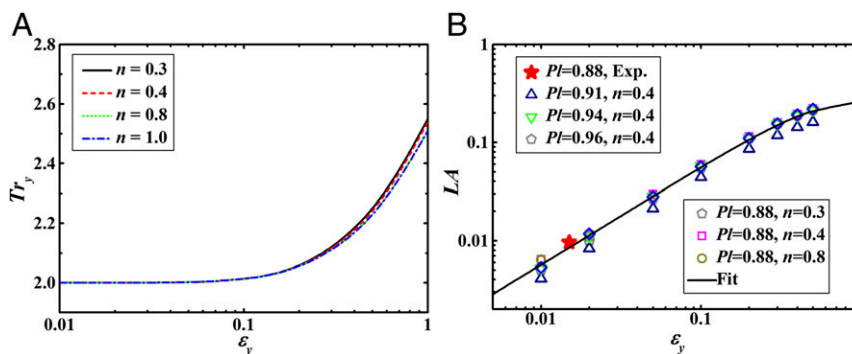 A
2.8
2.6
2.4
2.2
2.0
Tr_y
n = 0.3
n = 0.4
n = 0.8
n = 1.0
0.01
0.1
1
ε_y
B
1
0.1
0.01
LA
Pl=0.88, Exp.
Pl=0.91, n=0.4
Pl=0.94, n=0.4
Pl=0.96, n=0.4
Pl=0.88, n=0.3
Pl=0.88, n=0.4
Pl=0.88, n=0.8
Fit
0.01
0.1
ε_y